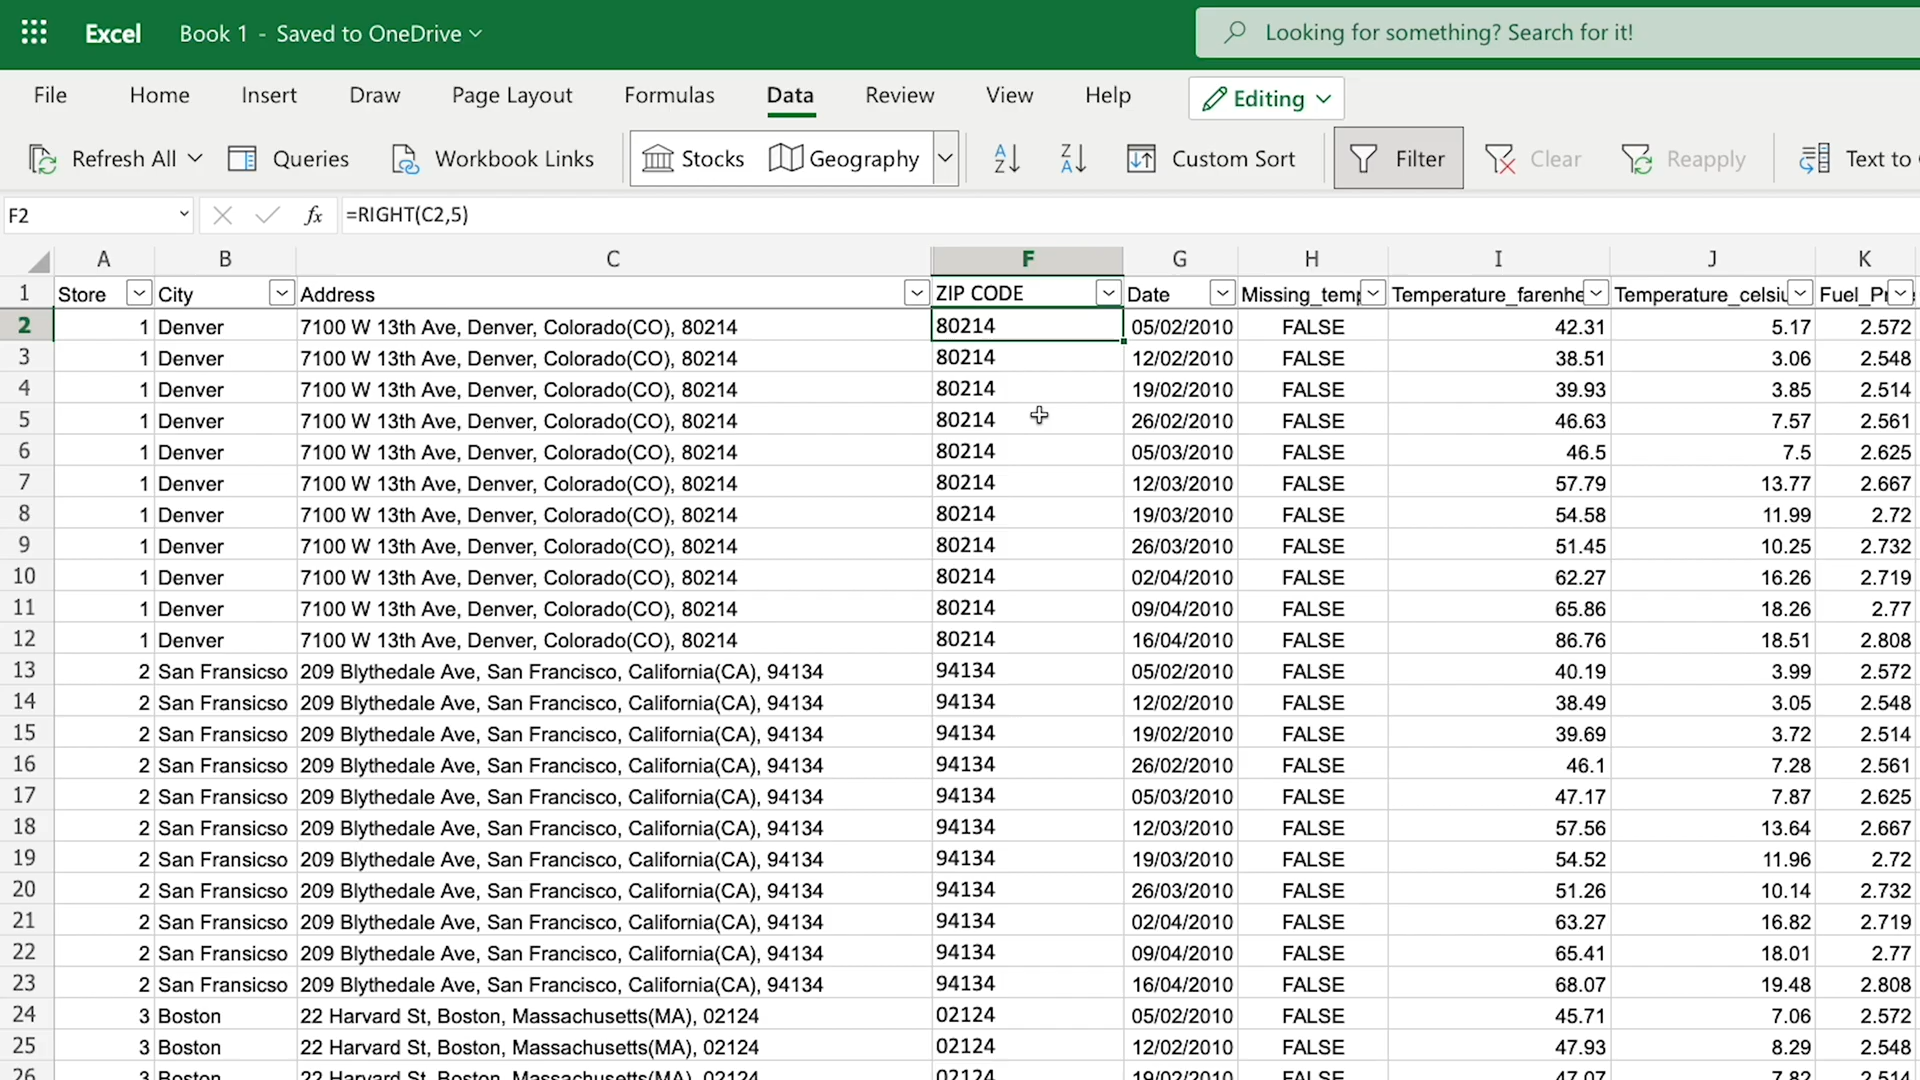 Excel Book 1 - Saved to OneDrive Looking for something? Search for it!
File Home Insert Draw Page Layout Formulas Data Review View Help Editing
Refresh All Queries Workbook Links Stocks Geography A Z Z A Custom Sort Filter Clear Reapply Text to
F2 fx =RIGHT(C2,5)
A B C F G H I J K
1 Store City Address ZIP CODE Date Missing_temp Temperature_farenhe Temperature_celsiu Fuel_Pr
2 1 Denver 7100 W 13th Ave, Denver, Colorado(CO), 80214 80214 05/02/2010 FALSE 42.31 5.17 2.572
3 1 Denver 7100 W 13th Ave, Denver, Colorado(CO), 80214 80214 12/02/2010 FALSE 38.51 3.06 2.548
4 1 Denver 7100 W 13th Ave, Denver, Colorado(CO), 80214 80214 19/02/2010 FALSE 39.93 3.85 2.514
5 1 Denver 7100 W 13th Ave, Denver, Colorado(CO), 80214 80214 26/02/2010 FALSE 46.63 7.57 2.561
6 1 Denver 7100 W 13th Ave, Denver, Colorado(CO), 80214 80214 05/03/2010 FALSE 46.5 7.5 2.625
7 1 Denver 7100 W 13th Ave, Denver, Colorado(CO), 80214 80214 12/03/2010 FALSE 57.79 13.77 2.667
8 1 Denver 7100 W 13th Ave, Denver, Colorado(CO), 80214 80214 19/03/2010 FALSE 54.58 11.99 2.72
9 1 Denver 7100 W 13th Ave, Denver, Colorado(CO), 80214 80214 26/03/2010 FALSE 51.45 10.25 2.732
10 1 Denver 7100 W 13th Ave, Denver, Colorado(CO), 80214 80214 02/04/2010 FALSE 62.27 16.26 2.719
11 1 Denver 7100 W 13th Ave, Denver, Colorado(CO), 80214 80214 09/04/2010 FALSE 65.86 18.26 2.77
12 1 Denver 7100 W 13th Ave, Denver, Colorado(CO), 80214 80214 16/04/2010 FALSE 86.76 18.51 2.808
13 2 San Fransicso 209 Blythedale Ave, San Francisco, California(CA), 94134 94134 05/02/2010 FALSE 40.19 3.99 2.572
14 2 San Fransicso 209 Blythedale Ave, San Francisco, California(CA), 94134 94134 12/02/2010 FALSE 38.49 3.05 2.548
15 2 San Fransicso 209 Blythedale Ave, San Francisco, California(CA), 94134 94134 19/02/2010 FALSE 39.69 3.72 2.514
16 2 San Fransicso 209 Blythedale Ave, San Francisco, California(CA), 94134 94134 26/02/2010 FALSE 46.1 7.28 2.561
17 2 San Fransicso 209 Blythedale Ave, San Francisco, California(CA), 94134 94134 05/03/2010 FALSE 47.17 7.87 2.625
18 2 San Fransicso 209 Blythedale Ave, San Francisco, California(CA), 94134 94134 12/03/2010 FALSE 57.56 13.64 2.667
19 2 San Fransicso 209 Blythedale Ave, San Francisco, California(CA), 94134 94134 19/03/2010 FALSE 54.52 11.96 2.72
20 2 San Fransicso 209 Blythedale Ave, San Francisco, California(CA), 94134 94134 26/03/2010 FALSE 51.26 10.14 2.732
21 2 San Fransicso 209 Blythedale Ave, San Francisco, California(CA), 94134 94134 02/04/2010 FALSE 63.27 16.82 2.719
22 2 San Fransicso 209 Blythedale Ave, San Francisco, California(CA), 94134 94134 09/04/2010 FALSE 65.41 18.01 2.77
23 2 San Fransicso 209 Blythedale Ave, San Francisco, California(CA), 94134 94134 16/04/2010 FALSE 68.07 19.48 2.808
24 3 Boston 22 Harvard St, Boston, Massachusetts(MA), 02124 02124 05/02/2010 FALSE 45.71 7.06 2.572
25 3 Boston 22 Harvard St, Boston, Massachusetts(MA), 02124 02124 12/02/2010 FALSE 47.93 8.29 2.548
26 3 Boston 22 Harvard St, Boston, Massachusetts(MA), 02124 02124 19/02/2010 FALSE 47.07 7.82 2.514